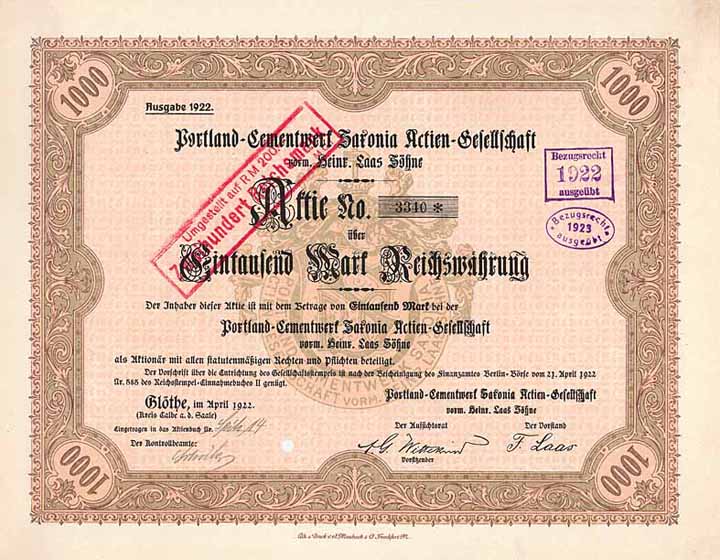 1000
1000
Ausgabe 1922.
Portland-Cementwerk Saxonia Actien-Gesellschaft
vorm. Heinr. Laas Söhne
Umgestellt auf R.M 200.
Zweihundert Reichsmark
Bezugsrecht
1922
ausgeübt
Aktie No. 3340 *
Bezugsrecht
1923
ausgeübt
über
Eintausend Mark Reichswährung
Der Inhaber dieser Aktie ist mit dem Betrage von Eintausend Mark bei der
Portland-Cementwerk Saxonia Actien-Gesellschaft
vorm. Heinr. Laas Söhne
als Aktionär mit allen statutenmäßigen Rechten und Pflichten beteiligt.
Der Vorschrift über die Entrichtung des Gesellschaftsstempels ist nach der Bescheinigung des Finanzamtes Berlin-Börse vom 21. April 1922
Nr. 585 des Reichsstempel-Einnahmebuches II genügt.
Glöthe, im April 1922.
(Kreis Calbe a. d. Saale)
Portland-Cementwerk Saxonia Actien-Gesellschaft
vorm. Heinr. Laas Söhne
Eingetragen in das Aktienbuch Nr. Seite 14
Der Aufsichtsrat
Der Vorstand
Der Kontrollbeamte:
F. Laas
Vorsitzender
1000
1000